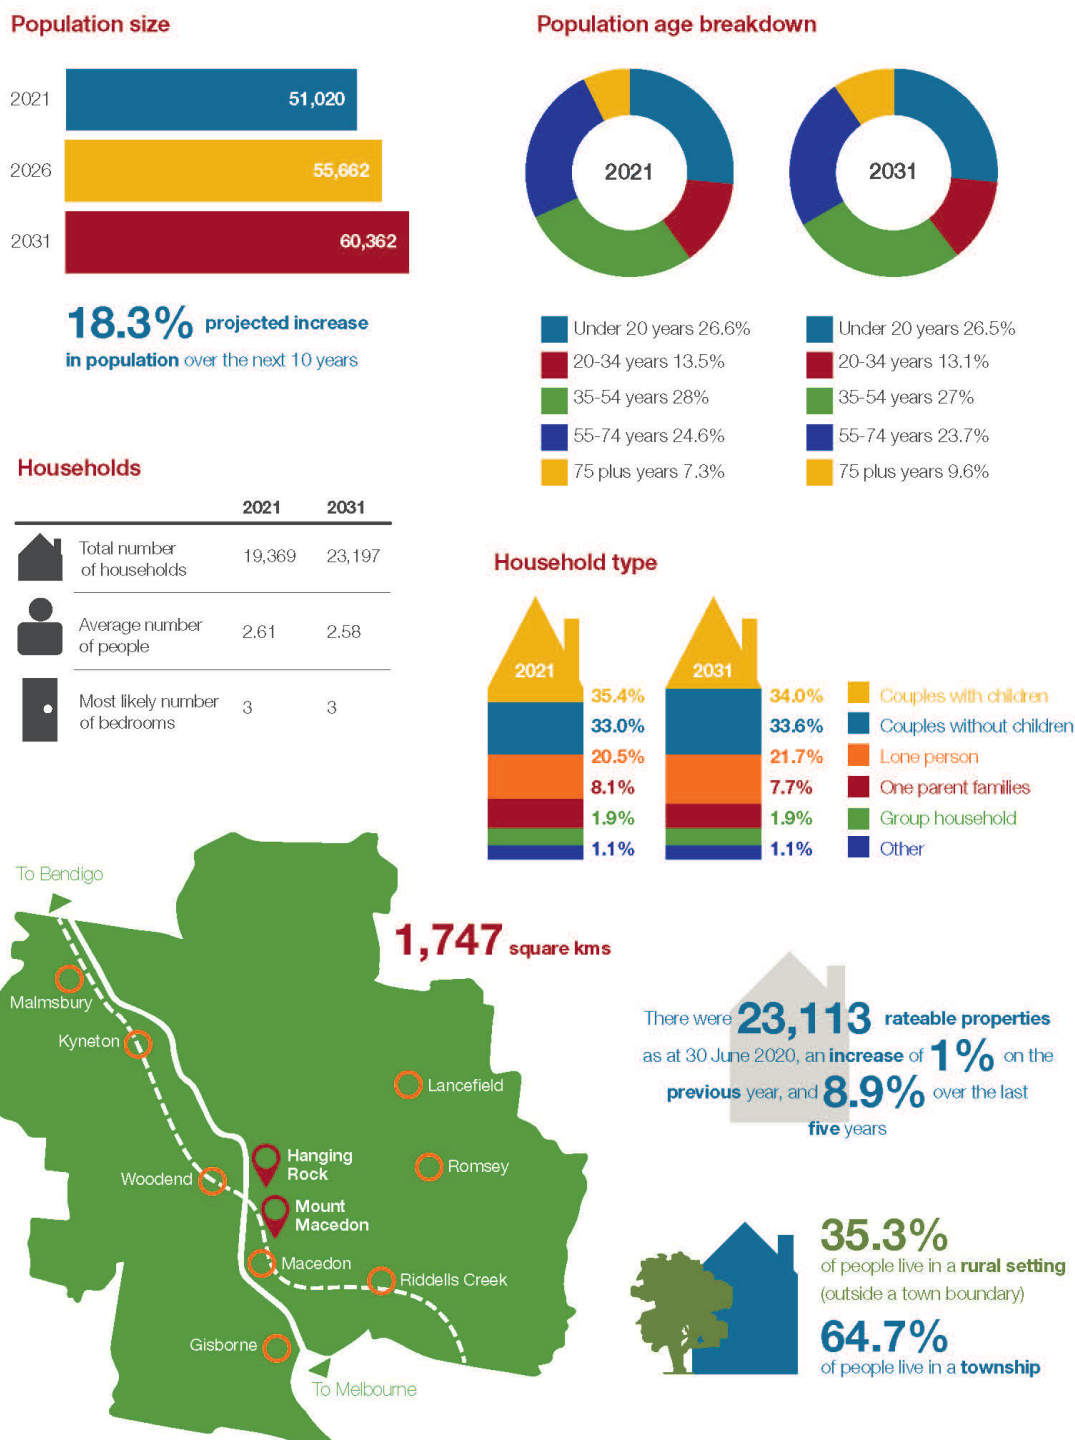 Population size
2021
51,020
2026
55,662
2031
60,362
18.3% projected increase
in population over the next 10 years
Population age breakdown
2021
2031
Under 20 years 26.6%
20-34 years 13.5%
35-54 years 28%
55-74 years 24.6%
75 plus years 7.3%
Under 20 years 26.5%
20-34 years 13.1%
35-54 years 27%
55-74 years 23.7%
75 plus years 9.6%
Households
2021 2031
Total number
of households
19,369 23,197
Average number
of people
2.61 2.58
Most likely number
of bedrooms
3 3
Household type
2021
35.4%
33.0%
20.5%
8.1%
1.9%
1.1%
2031
34.0%
33.6%
21.7%
7.7%
1.9%
1.1%
Couples with children
Couples without children
Lone person
One parent families
Group household
Other
To Bendigo
1,747 square kms
Malmsbury
Kyneton
Lancefield
Hanging
Rock
Romsey
Woodend
Mount
Macedon
Macedon
Riddells Creek
Gisborne
To Melbourne
There were 23,113 rateable properties
as at 30 June 2020, an increase of 1% on the
previous year, and 8.9% over the last
five years
35.3%
of people live in a rural setting
(outside a town boundary)
64.7%
of people live in a township